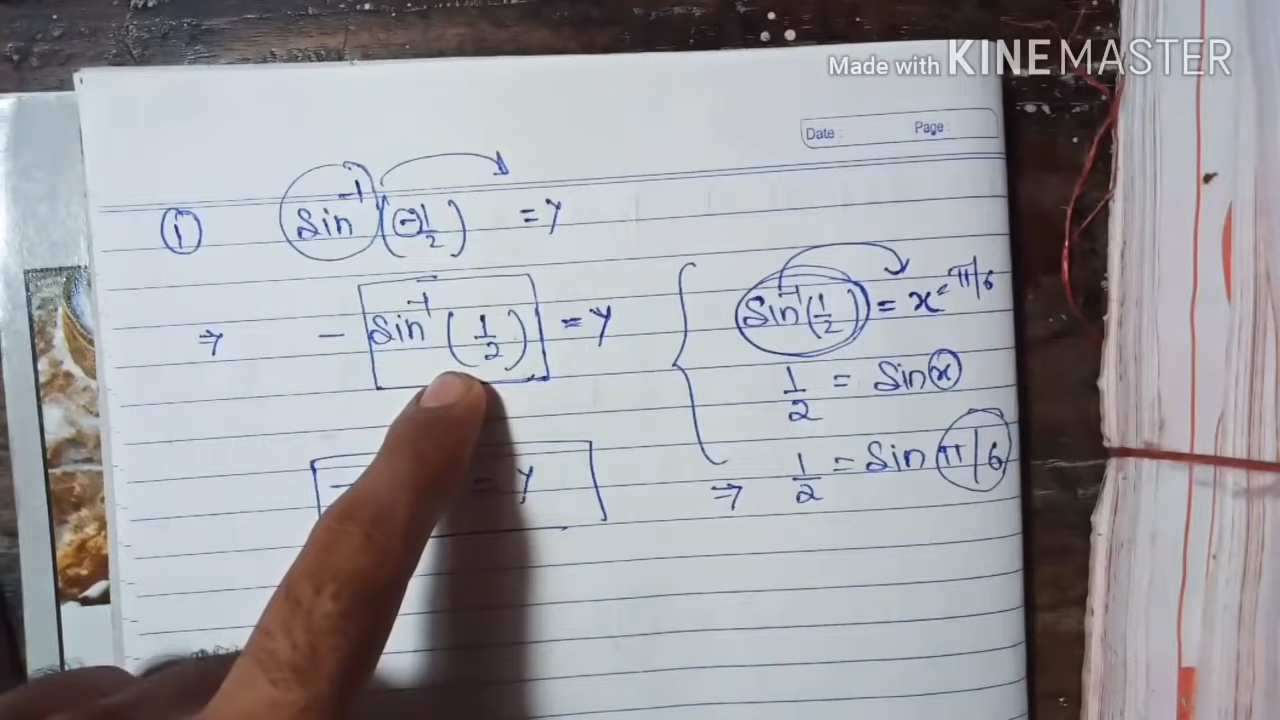 Made with KINEMASTER
Date : Page :
(i) Sin⁻¹(-1/2) = y
⇒ - Sin⁻¹(1/2) = y
= y
Sin⁻¹(1/2) = x = π/6
1/2 = Sin x
⇒ 1/2 = Sin π/6